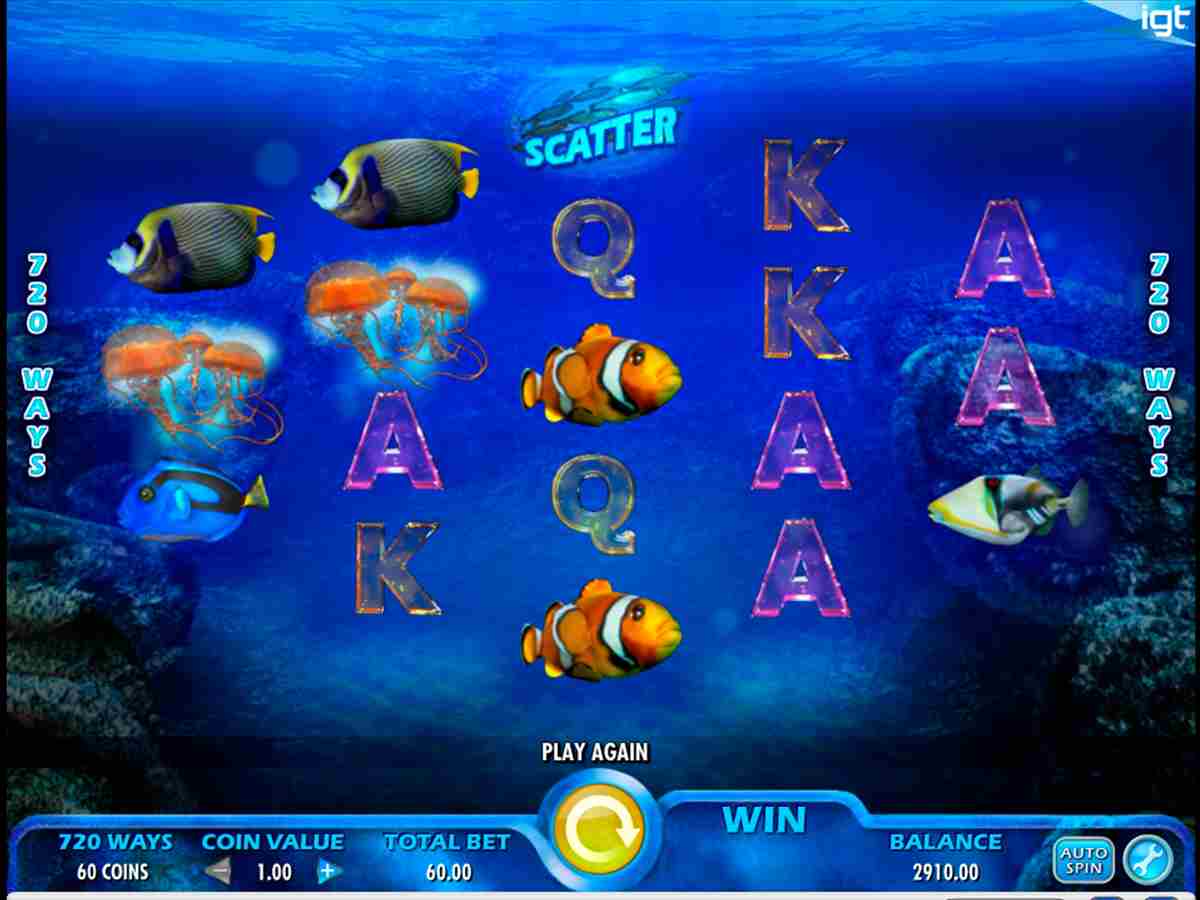 igt
SCATTER
K
Q
A
K
A
A
A
Q
K
A
720 WAYS
720 WAYS
PLAY AGAIN
WIN
720 WAYS
COIN VALUE
TOTAL BET
BALANCE
60 COINS
1.00
60.00
2910.00
AUTO
SPIN